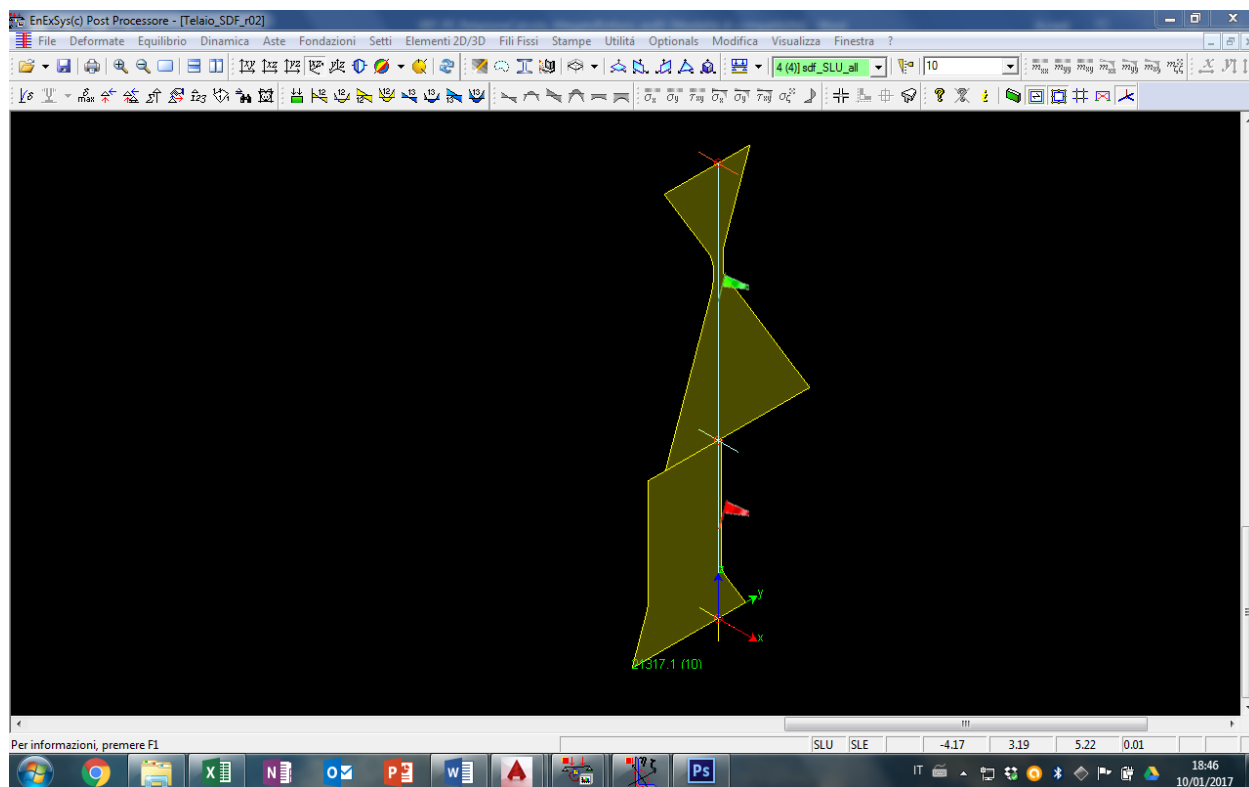 EnExSys(c) Post Processore - [Telaio_SDF_r02]
File Deformate Equilibrio Dinamica Aste Fondazioni Setti Elementi 2D/3D Fili Fissi Stampe Utilitá Optionals Modifica Visualizza Finestra ?
4 (4)] sdf_SLU_all 10
y
x
21317.1 (10)
Per informazioni, premere F1 SLU SLE -4.17 3.19 5.22 0.01
IT 18:46
10/01/2017